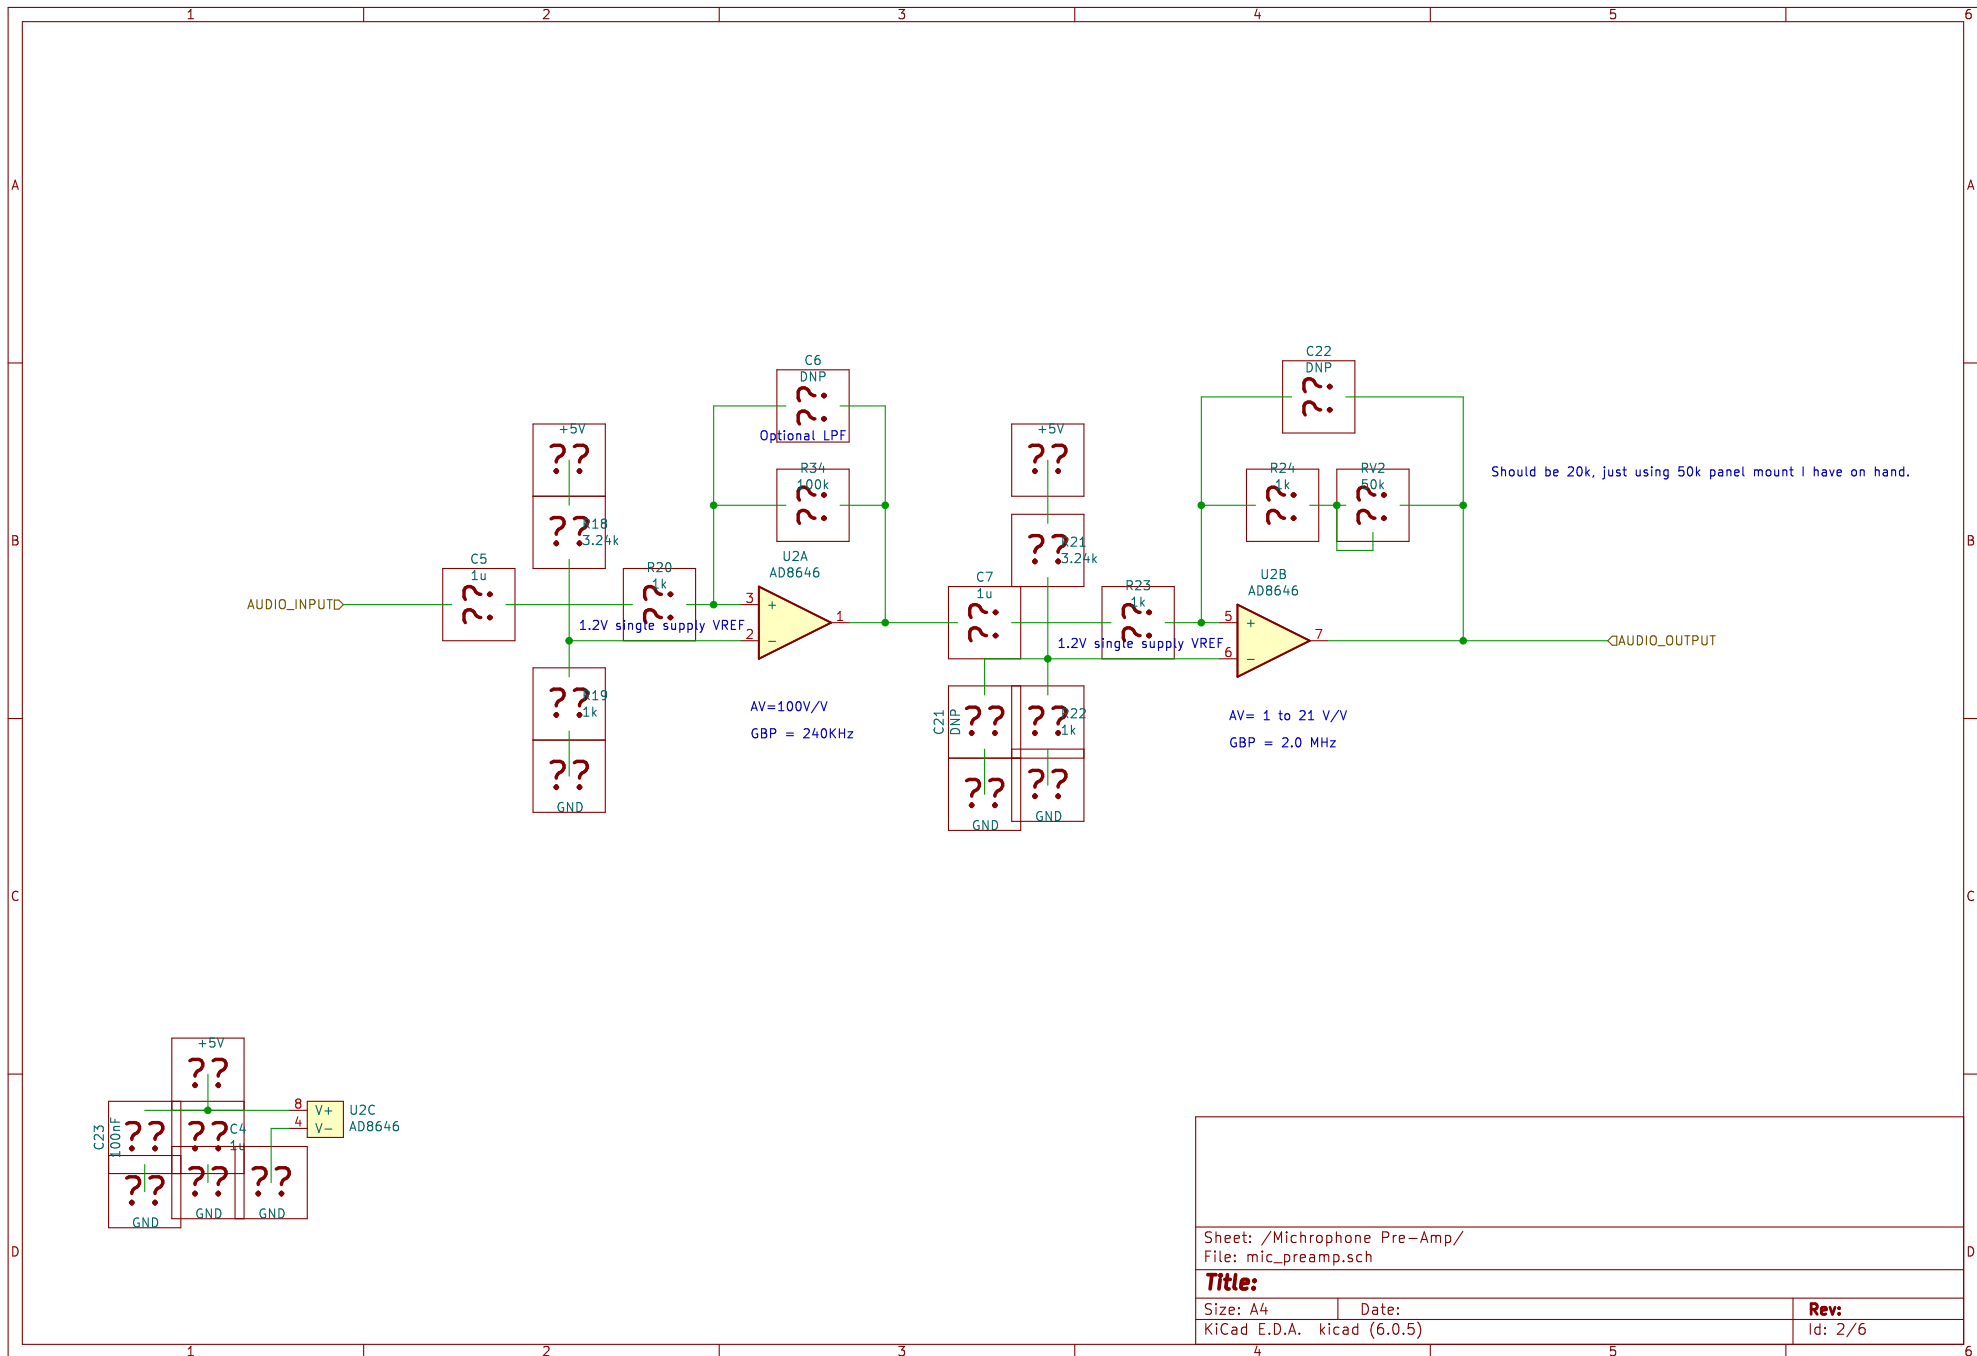 1 2 3 4 5 6
A A
B B
C C
D D
C22
DNP
??
C6
DNP
??
Optional LPF
+5V
??
+5V
??
R34
100k
??
R24
1k
??
RV2
50k
??
Should be 20k, just using 50k panel mount I have on hand.
R18
3.24k
??
R21
3.24k
??
C5
1u
??
R20
1k
??
U2A
AD8646
3 +
2 −
1
C7
1u
??
R23
1k
??
U2B
AD8646
5 +
6 −
7
AUDIO_INPUT
AUDIO_OUTPUT
1.2V single supply VREF
1.2V single supply VREF
R19
1k
??
AV=100V/V
GBP = 240KHz
C21
DNP
??
R22
1k
??
AV= 1 to 21 V/V
GBP = 2.0 MHz
??
GND
??
GND
??
GND
+5V
??
8 V+
4 V−
U2C
AD8646
C23
100nF
??
C4
1u
??
??
GND
??
GND
??
GND
Sheet: /Michrophone Pre-Amp/
File: mic_preamp.sch
Title:
Size: A4 Date: Rev:
KiCad E.D.A. kicad (6.0.5) Id: 2/6
1 2 3 4 5 6